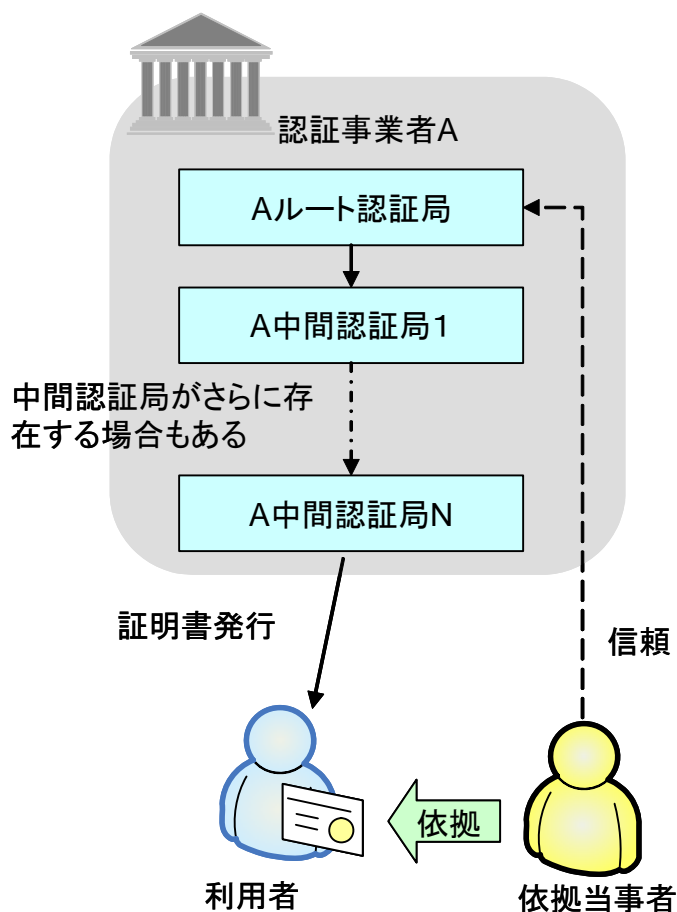 認証事業者A
Aルート認証局
A中間認証局1
中間認証局がさらに存
在する場合もある
A中間認証局N
証明書発行
信頼
依拠
利用者
依拠当事者